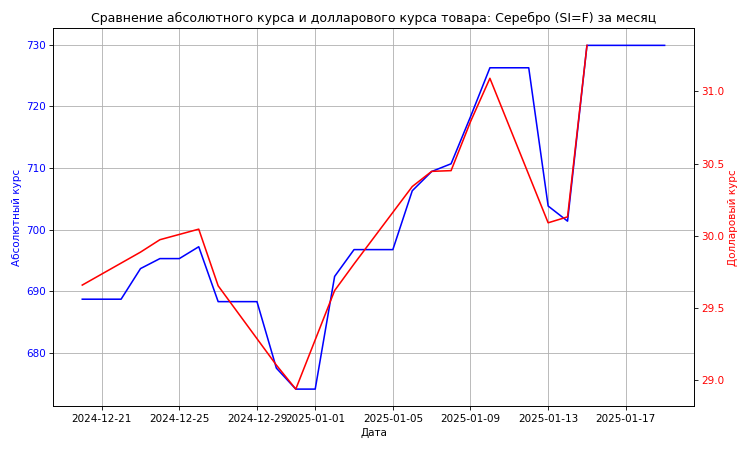 Сравнение абсолютного курса и долларового курса товара: Серебро (SI=F) за месяц
730
720
710
700
690
680
Абсолютный курс
31.0
30.5
30.0
29.5
29.0
Долларовый курс
2024-12-21 2024-12-25 2024-12-29 2025-01-01 2025-01-05 2025-01-09 2025-01-13 2025-01-17
Дата